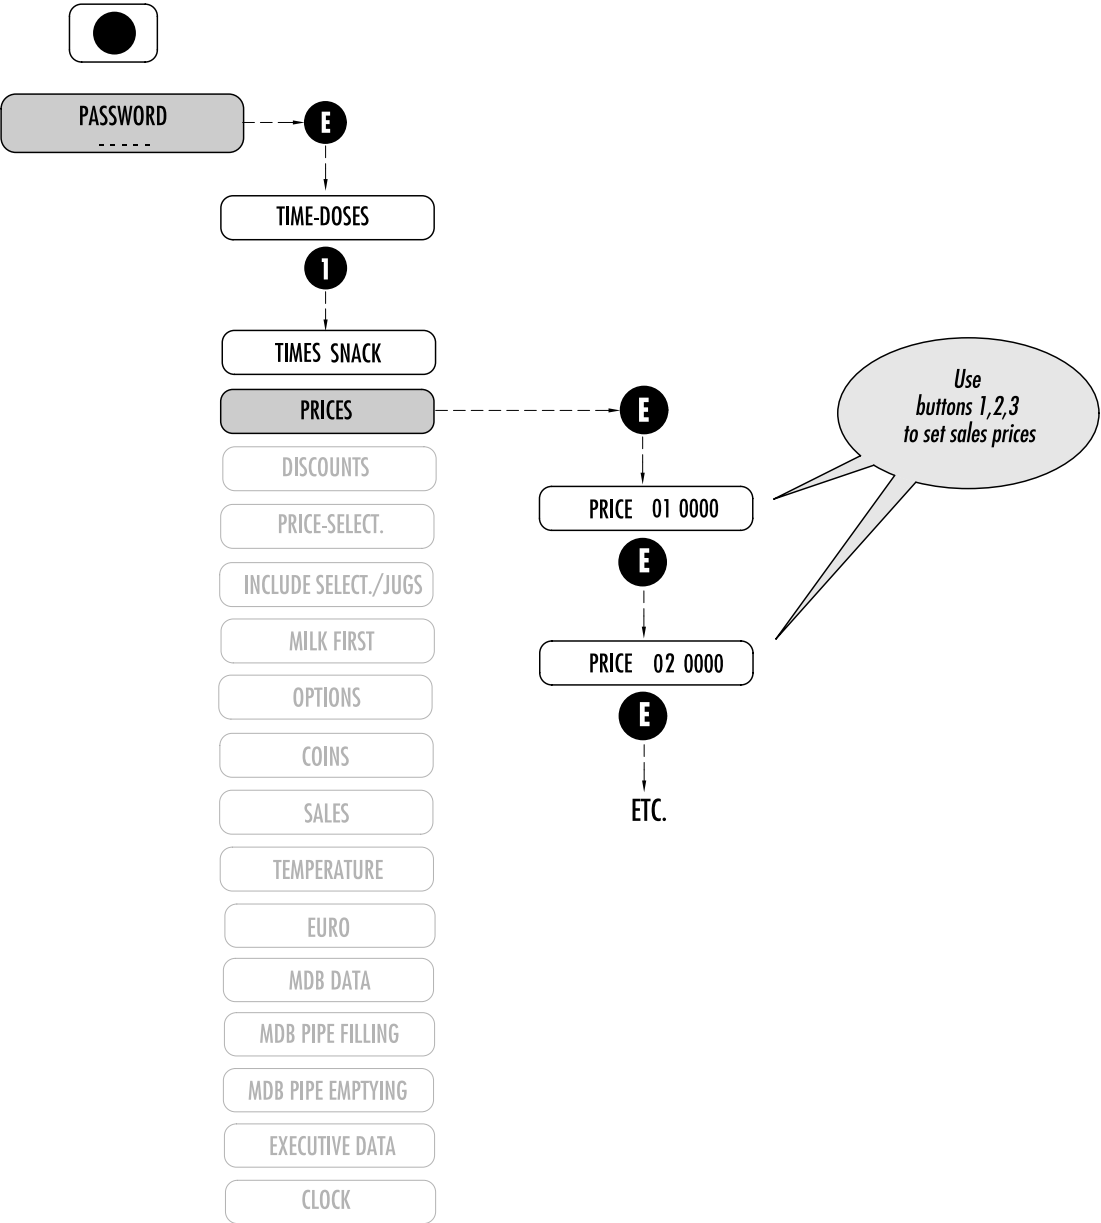 PASSWORD
- - - - -
E
TIME-DOSES
1
TIMES SNACK
PRICES
E
Use
buttons 1,2,3
to set sales prices
DISCOUNTS
PRICE 01 0000
PRICE-SELECT.
E
INCLUDE SELECT./JUGS
MILK FIRST
PRICE 02 0000
OPTIONS
E
COINS
SALES
ETC.
TEMPERATURE
EURO
MDB DATA
MDB PIPE FILLING
MDB PIPE EMPTYING
EXECUTIVE DATA
CLOCK